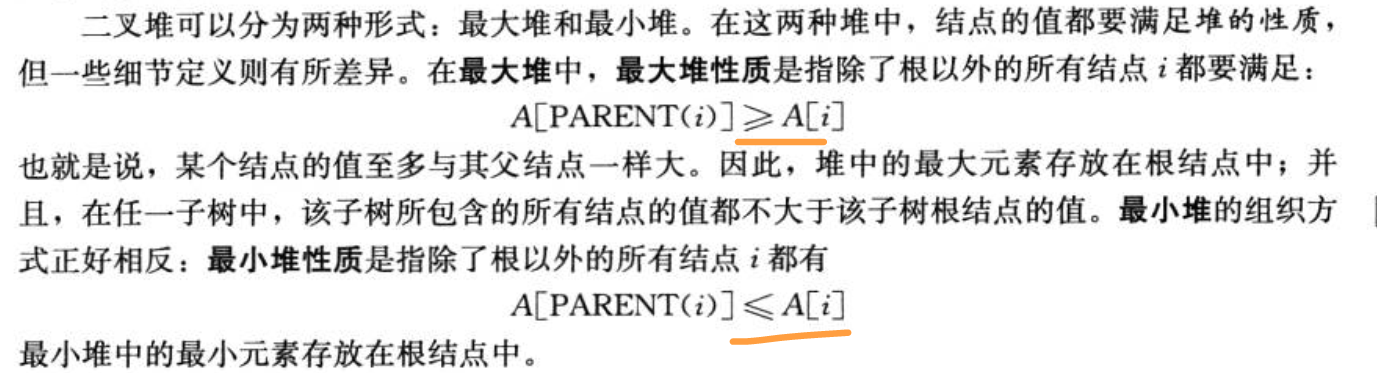 二叉堆可以分为两种形式：最大堆和最小堆。在这两种堆中，结点的值都要满足堆的性质，
但一些细节定义则有所差异。在最大堆中，最大堆性质是指除了根以外的所有结点 i 都要满足：
A[PARENT(i)]⩾A[i]
也就是说，某个结点的值至多与其父结点一样大。因此，堆中的最大元素存放在根结点中；并
且，在任一子树中，该子树所包含的所有结点的值都不大于该子树根结点的值。最小堆的组织方
式正好相反：最小堆性质是指除了根以外的所有结点 i 都有
A[PARENT(i)]⩽A[i]
最小堆中的最小元素存放在根结点中。